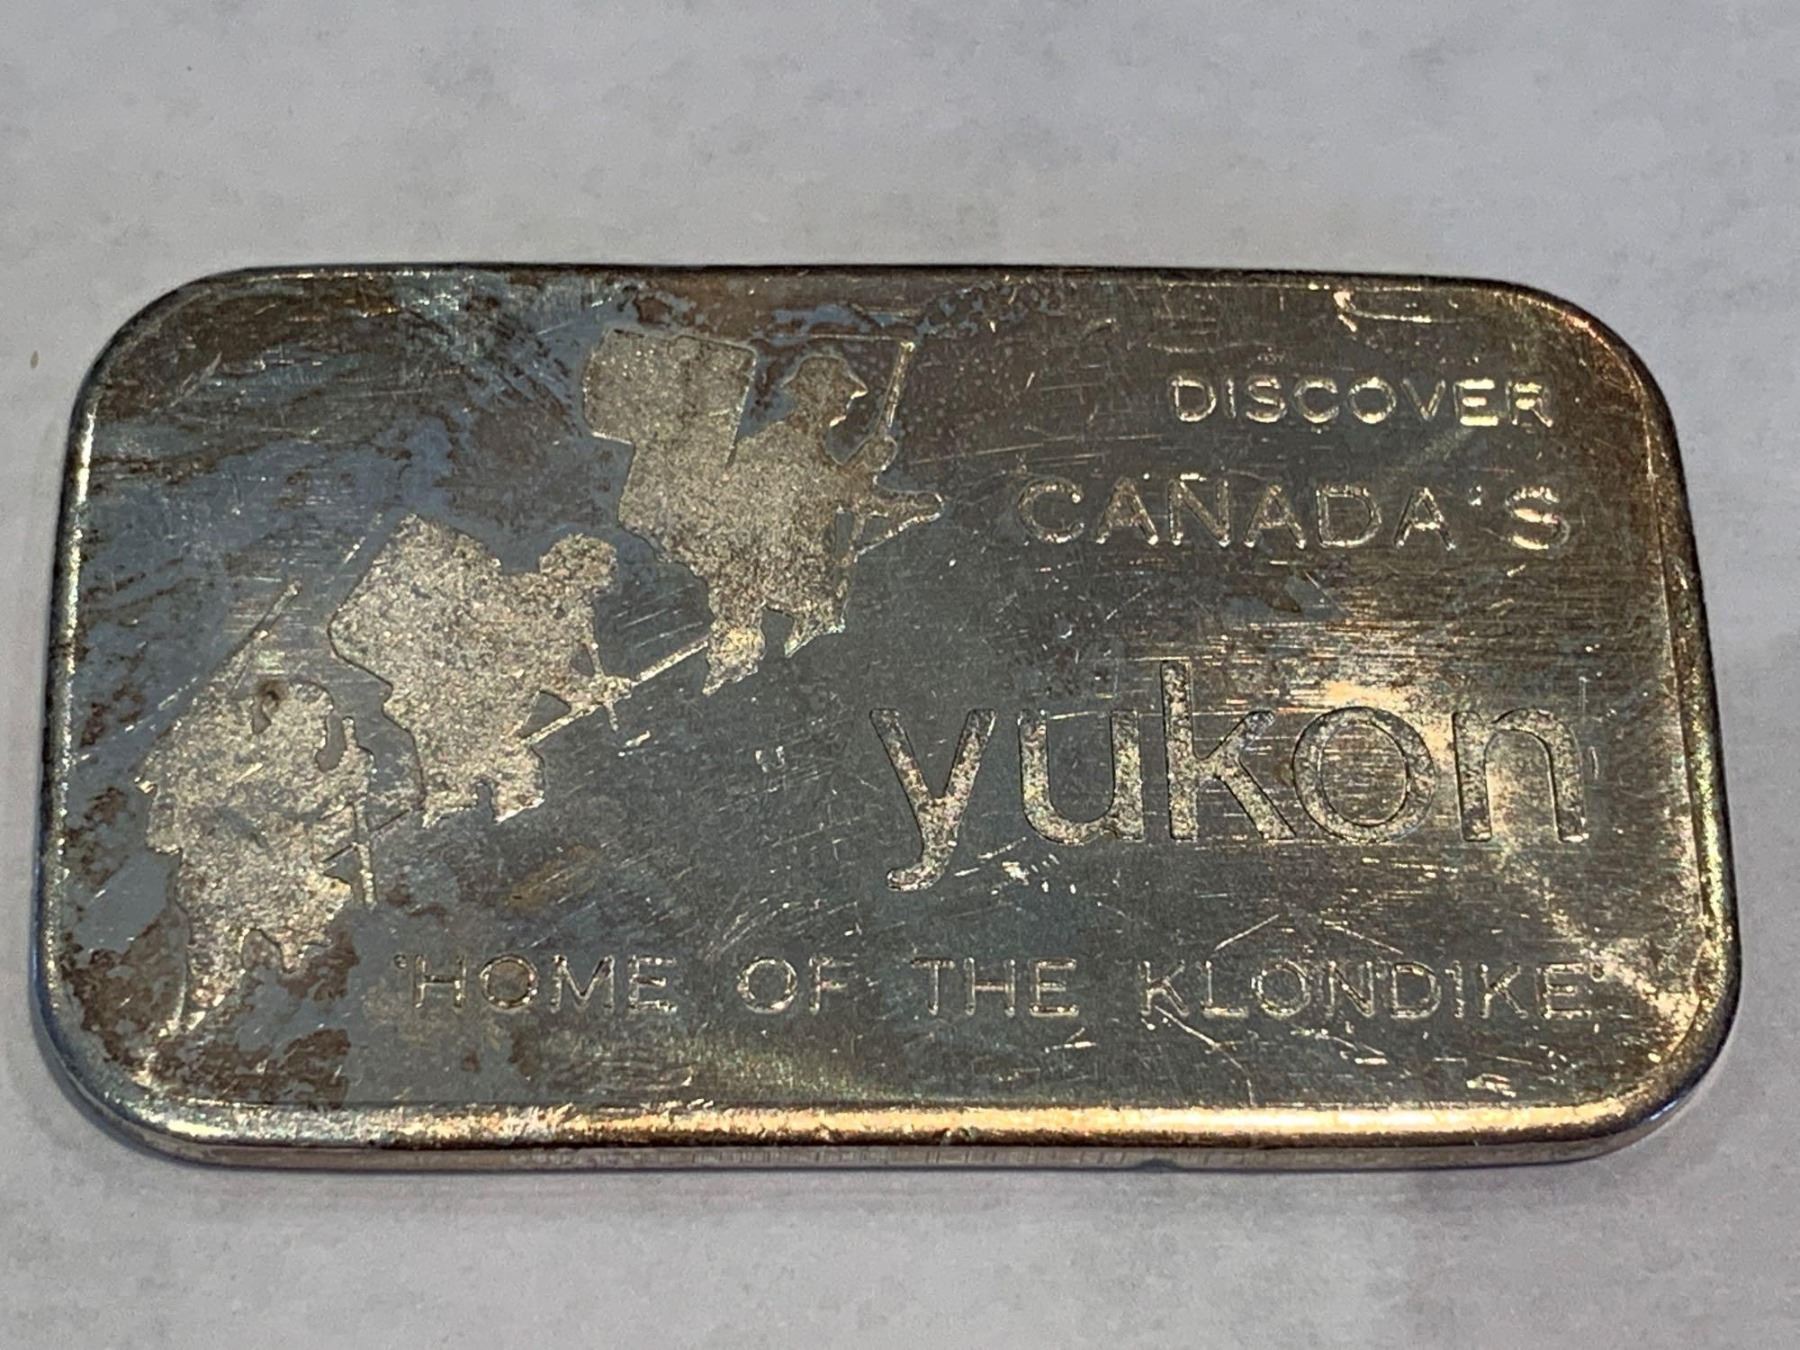 DISCOVER
CANADA'S
yukon
'HOME OF THE KLONDIKE'